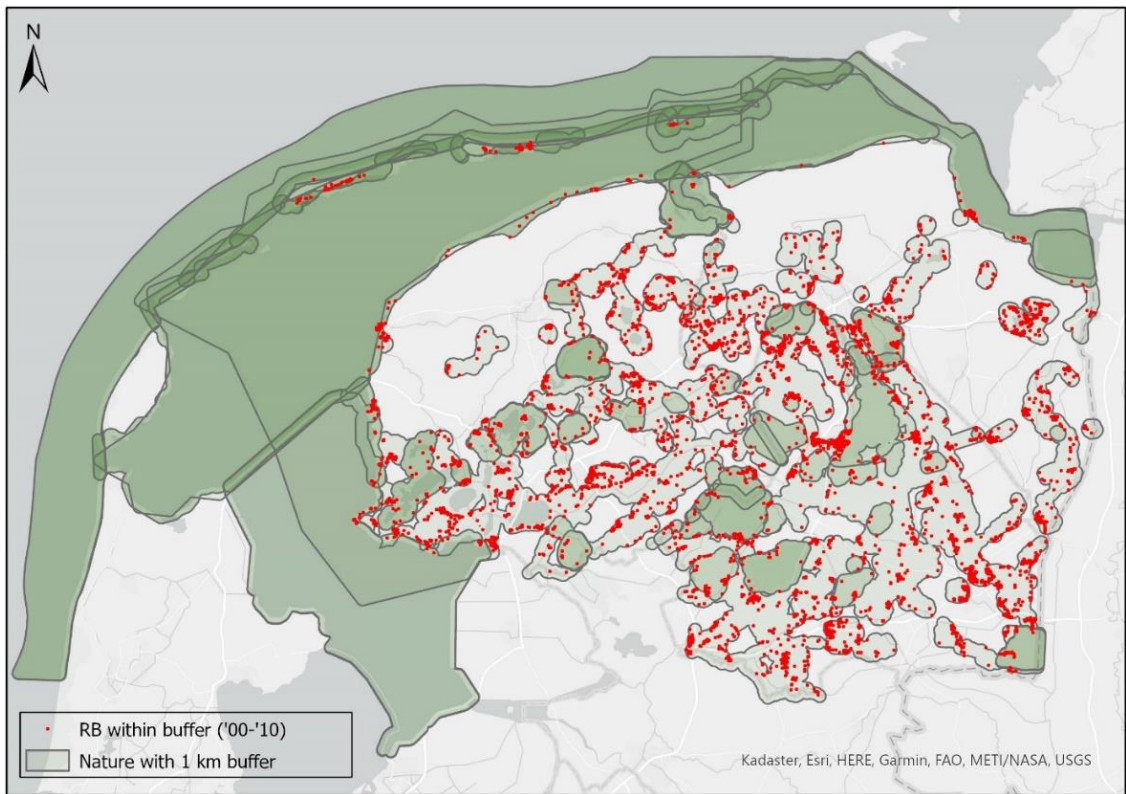 N
RB within buffer ('00-'10)
Nature with 1 km buffer
Kadaster, Esri, HERE, Garmin, FAO, METI/NASA, USGS